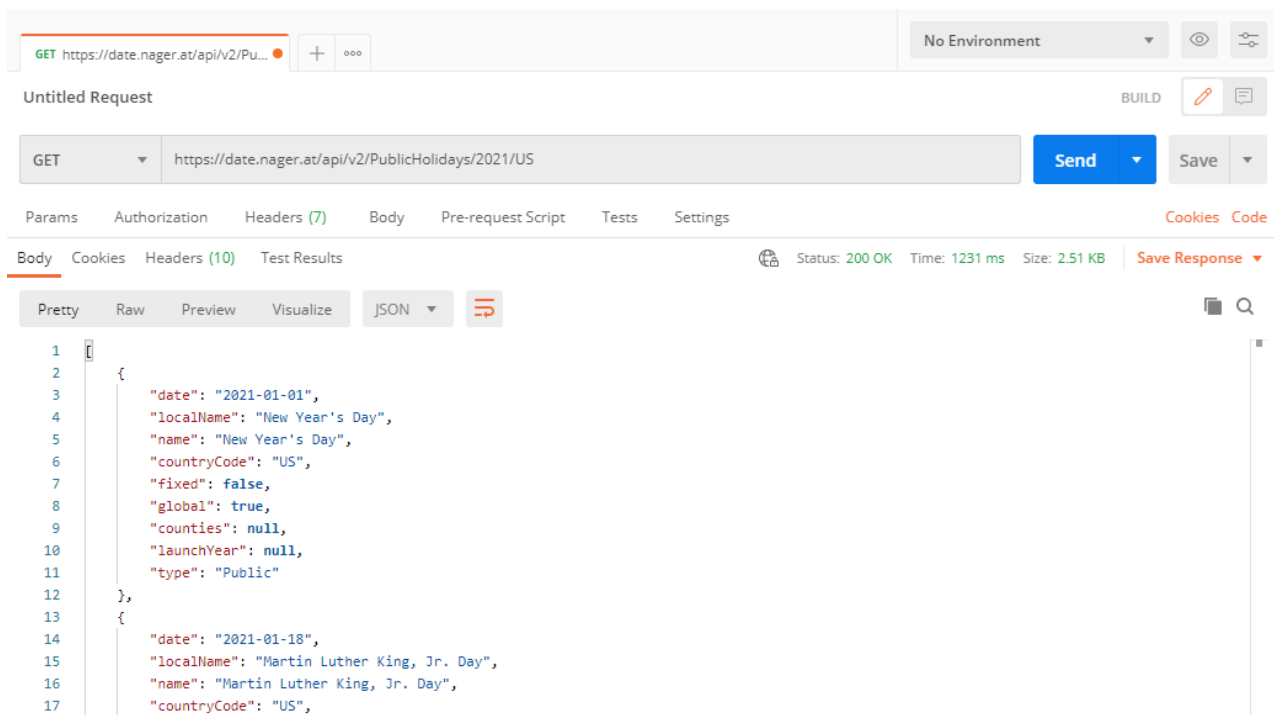 GET https://date.nager.at/api/v2/Pu...
No Environment
Untitled Request
BUILD
GET https://date.nager.at/api/v2/PublicHolidays/2021/US Send Save
Params Authorization Headers (7) Body Pre-request Script Tests Settings Cookies Code
Body Cookies Headers (10) Test Results Status: 200 OK Time: 1231 ms Size: 2.51 KB Save Response
Pretty Raw Preview Visualize JSON
1 [
2 {
3 "date": "2021-01-01",
4 "localName": "New Year's Day",
5 "name": "New Year's Day",
6 "countryCode": "US",
7 "fixed": false,
8 "global": true,
9 "counties": null,
10 "launchYear": null,
11 "type": "Public"
12 },
13 {
14 "date": "2021-01-18",
15 "localName": "Martin Luther King, Jr. Day",
16 "name": "Martin Luther King, Jr. Day",
17 "countryCode": "US",